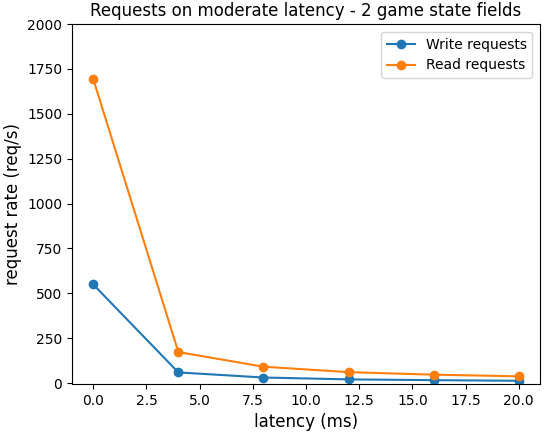 Requests on moderate latency - 2 game state fields
Write requests
Read requests
request rate (req/s)
2000
1750
1500
1250
1000
750
500
250
0
0.0 2.5 5.0 7.5 10.0 12.5 15.0 17.5 20.0
latency (ms)